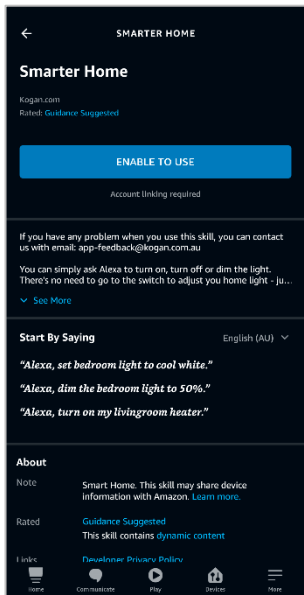 SMARTER HOME
Smarter Home
Kogan.com
Rated: Guidance Suggested
ENABLE TO USE
Account linking required
If you have any problem when you use this skill, you can contact
us with email: app-feedback@kogan.com.au
You can simply ask Alexa to turn on, turn off or dim the light.
There's no need to go to the switch to adjust you home light - ju...
See More
Start By Saying English (AU)
“Alexa, set bedroom light to cool white.”
“Alexa, dim the bedroom light to 50%.”
“Alexa, turn on my livingroom heater.”
About
Note Smart Home. This skill may share device
information with Amazon. Learn more.
Rated Guidance Suggested
This skill contains dynamic content
Links Developer Privacy Policy
Home Communicate Play Devices More